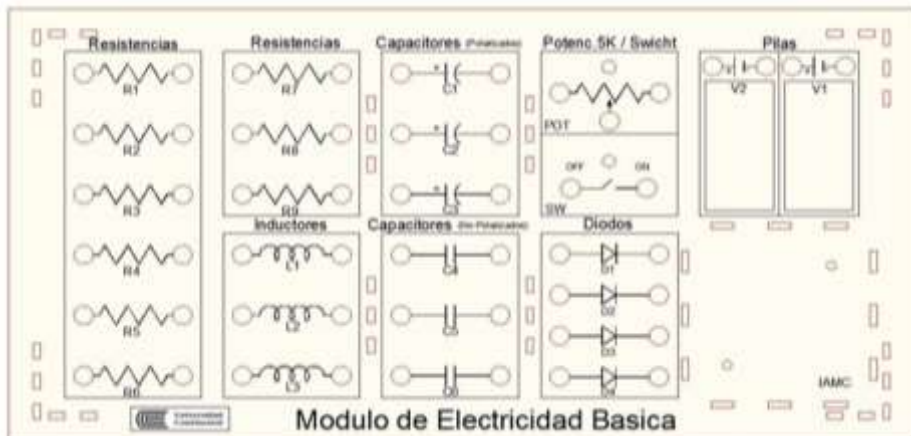 Resistencias
R1
R2
R3
R4
R5
R6
Resistencias
R7
R8
R9
Inductores
L1
L2
L3
Capacitores (Polarizados)
+ C1
+ C2
+ C3
Capacitores (No Polarizados)
C4
C5
C6
Potenc 5K / Swicht
POT
OFF ON
SW
Diodos
D1
D2
D3
D4
Pilas
V2 V1
IAMC
Modulo de Electricidad Basica